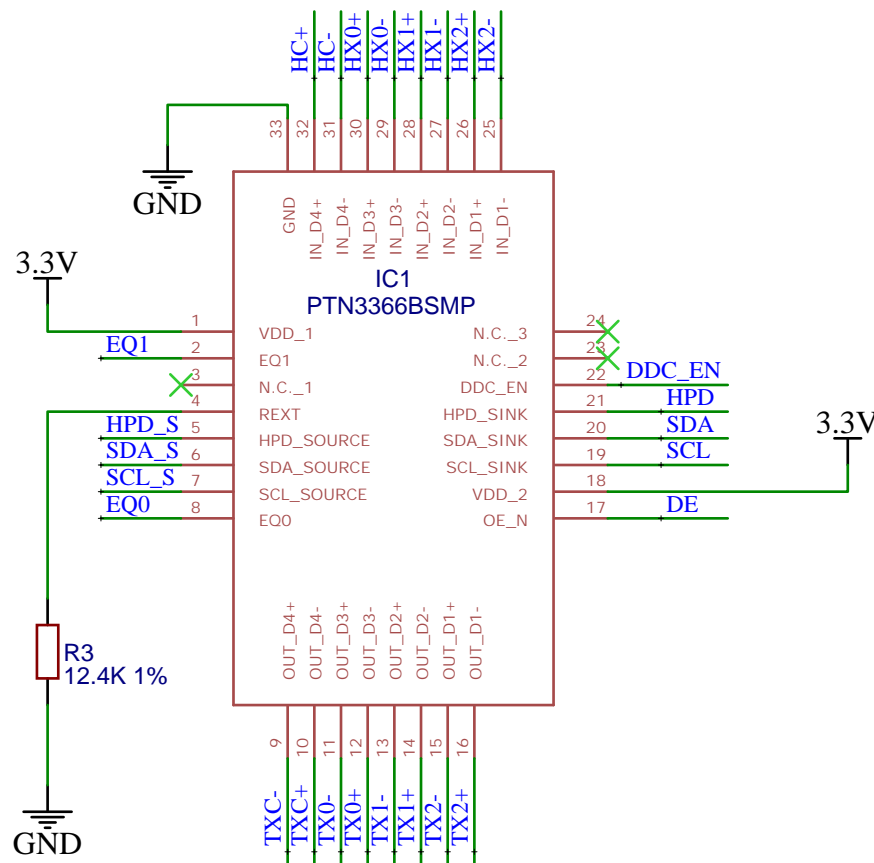 HC+
HC-
HX0+
HX0-
HX1+
HX1-
HX2+
HX2-
33
32
31
30
29
28
27
26
25
GND
GND
IN_D4+
IN_D4-
IN_D3+
IN_D3-
IN_D2+
IN_D2-
IN_D1+
IN_D1-
IC1
PTN3366BSMP
3.3V
1 VDD_1
EQ1 2 EQ1
3 N.C._1
4 REXT
HPD_S 5 HPD_SOURCE
SDA_S 6 SDA_SOURCE
SCL_S 7 SCL_SOURCE
EQ0 8 EQ0
N.C._3 24
N.C._2 23
DDC_EN 22 DDC_EN
HPD_SINK 21 HPD
SDA_SINK 20 SDA
SCL_SINK 19 SCL
VDD_2 18
3.3V
OE_N 17 DE
R3
12.4K 1%
GND
OUT_D4+
OUT_D4-
OUT_D3+
OUT_D3-
OUT_D2+
OUT_D2-
OUT_D1+
OUT_D1-
9
10
11
12
13
14
15
16
TXC-
TXC+
TX0-
TX0+
TX1-
TX1+
TX2-
TX2+